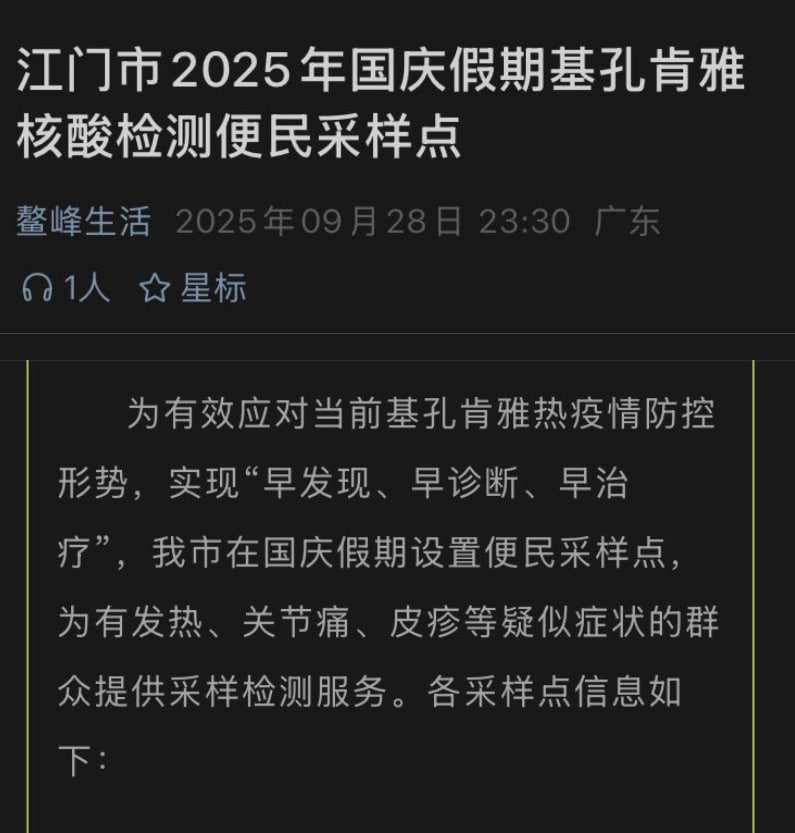 江门市2025年国庆假期基孔肯雅
核酸检测便民采样点
鳌峰生活 2025年09月28日 23:30 广东
1人 星标
为有效应对当前基孔肯雅热疫情防控
形势，实现“早发现、早诊断、早治
疗”，我市在国庆假期设置便民采样点，
为有发热、关节痛、皮疹等疑似症状的群
众提供采样检测服务。各采样点信息如
下：